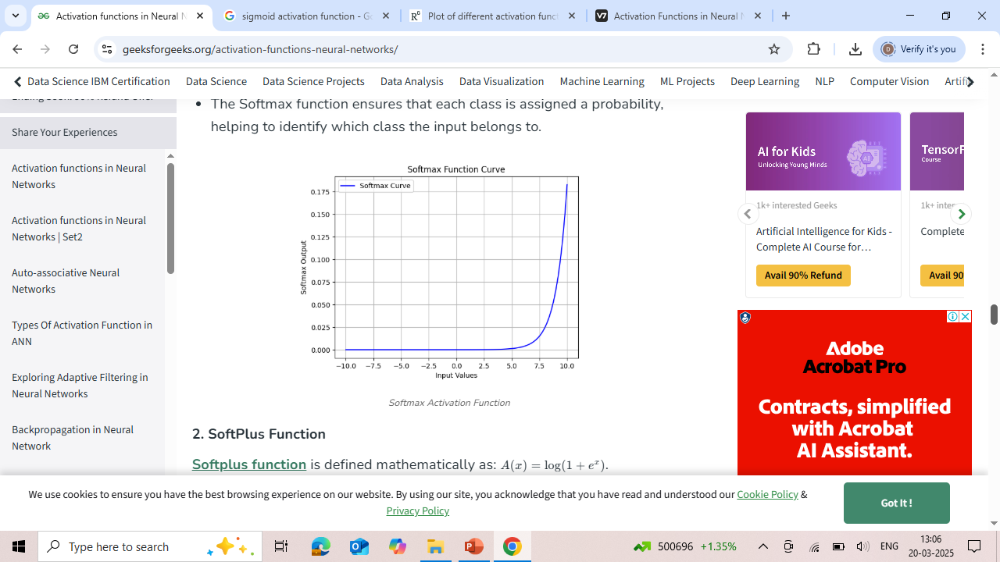 Activation functions in Neural N
sigmoid activation function - Go
Plot of different activation func
Activation Functions in Neural N
geeksforgeeks.org/activation-functions-neural-networks/
Verify it's you
Data Science IBM Certification
Data Science
Data Science Projects
Data Analysis
Data Visualization
Machine Learning
ML Projects
Deep Learning
NLP
Computer Vision
Share Your Experiences
Activation functions in Neural
Networks
Activation functions in Neural
Networks | Set2
Auto-associative Neural
Networks
Types Of Activation Function in
ANN
Exploring Adaptive Filtering in
Neural Networks
Backpropagation in Neural
Network
• The Softmax function ensures that each class is assigned a probability,
helping to identify which class the input belongs to.
Softmax Function Curve
Softmax Curve
Softmax Output
0.175
0.150
0.125
0.100
0.075
0.050
0.025
0.000
−10.0 −7.5 −5.0 −2.5 0.0 2.5 5.0 7.5 10.0
Input Values
Softmax Activation Function
2. SoftPlus Function
Softplus function is defined mathematically as: A(x) = log(1 + eˣ).
AI for Kids
Unlocking Young Minds
AI
1k+ interested Geeks
Artificial Intelligence for Kids -
Complete AI Course for...
Avail 90% Refund
TensorF
Course
1k+ inter
Complete
Avail 90
Adobe
Acrobat Pro
Contracts, simplified
with Acrobat
AI Assistant.
We use cookies to ensure you have the best browsing experience on our website. By using our site, you acknowledge that you have read and understood our Cookie Policy &
Privacy Policy
Got It !
Type here to search
500696 +1.35%
ENG
13:06
20-03-2025